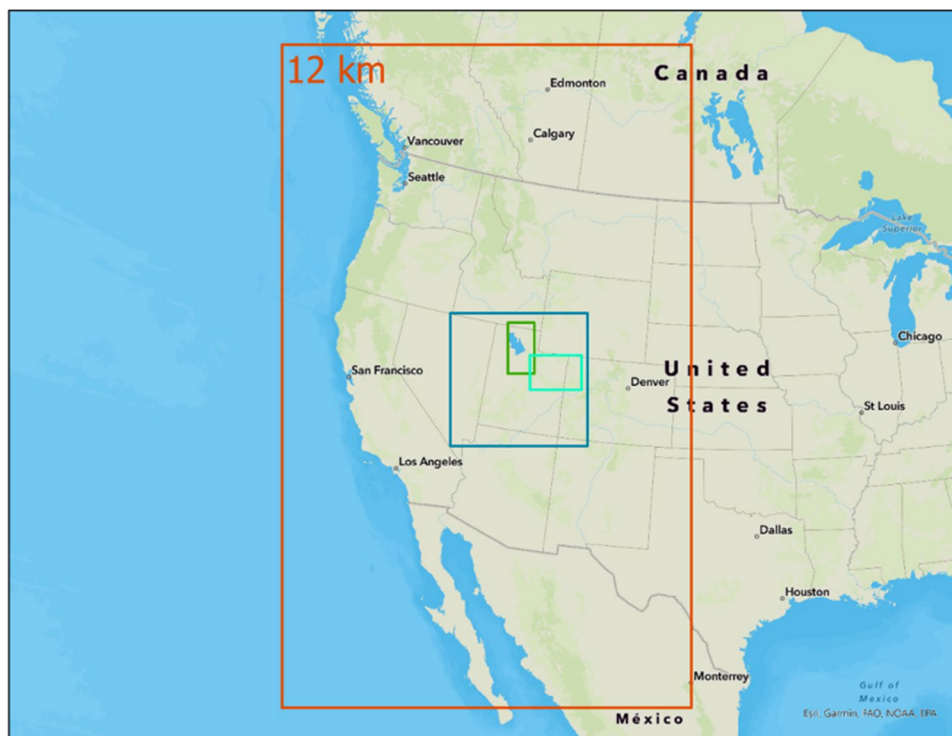 12 km
Canada
Edmonton
Calgary
Vancouver
Seattle
Lake
Superior
Chicago
San Francisco
United
Denver
States
St Louis
Los Angeles
Dallas
Houston
Monterrey
Gulf of
Mexico
México
Esri, Garmin, FAO, NOAA, EPA